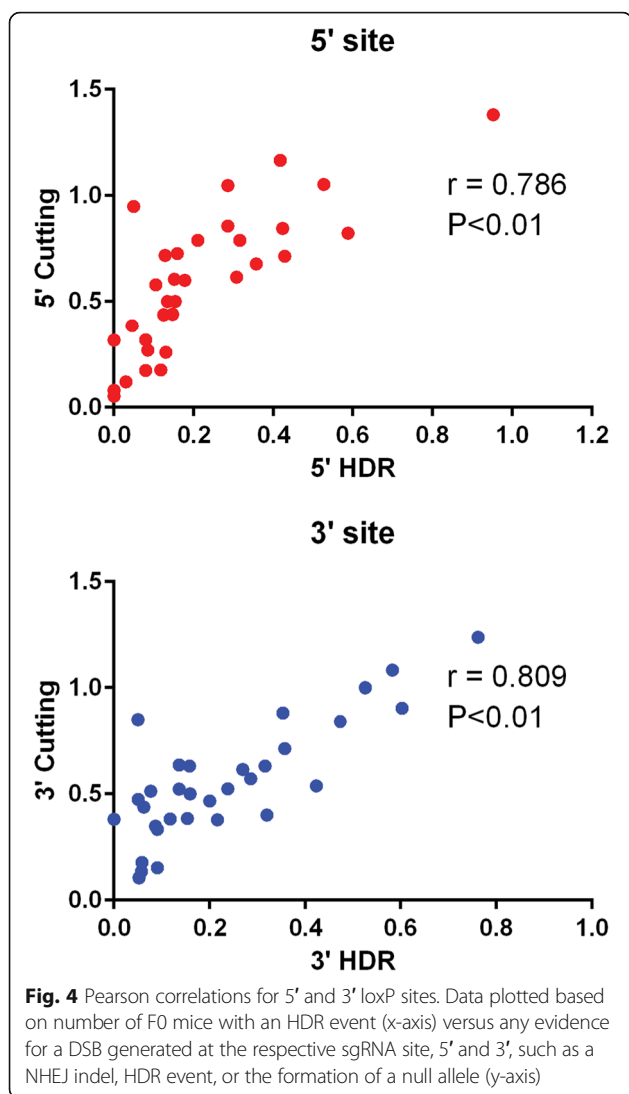 5' site
1.5
1.0
0.5
0.0
5' Cutting
r = 0.786
P<0.01
0.0 0.2 0.4 0.6 0.8 1.0 1.2
5' HDR
3' site
1.5
1.0
0.5
0.0
3' Cutting
r = 0.809
P<0.01
0.0 0.2 0.4 0.6 0.8 1.0
3' HDR
Fig. 4 Pearson correlations for 5′ and 3′ loxP sites. Data plotted based
on number of F0 mice with an HDR event (x-axis) versus any evidence
for a DSB generated at the respective sgRNA site, 5′ and 3′, such as a
NHEJ indel, HDR event, or the formation of a null allele (y-axis)